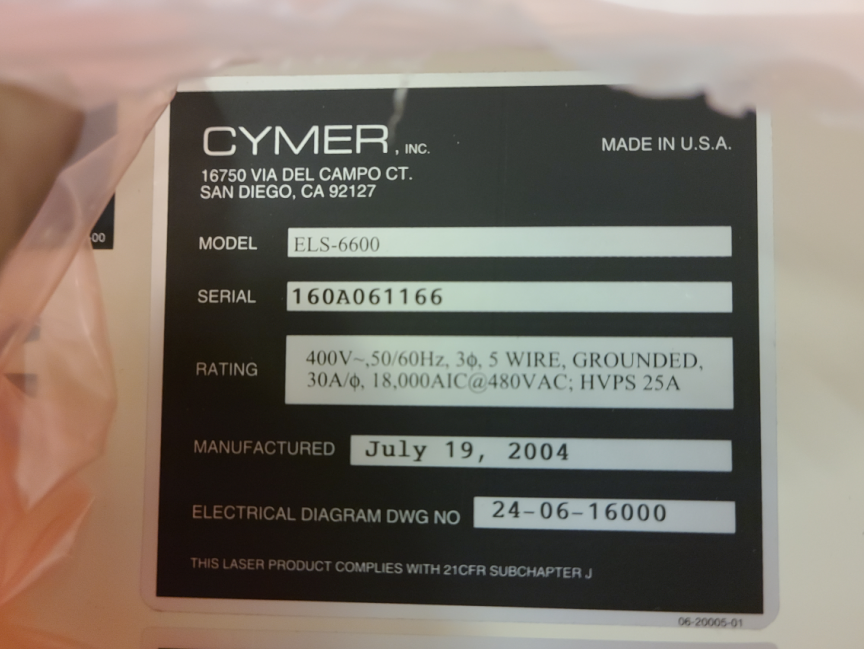 CYMER, INC.
MADE IN U.S.A.
16750 VIA DEL CAMPO CT.
SAN DIEGO, CA 92127
MODEL ELS-6600
SERIAL 160A061166
RATING 400V~,50/60Hz, 3ϕ, 5 WIRE, GROUNDED,
30A/ϕ, 18,000AIC@480VAC; HVPS 25A
MANUFACTURED July 19, 2004
ELECTRICAL DIAGRAM DWG NO 24-06-16000
THIS LASER PRODUCT COMPLIES WITH 21CFR SUBCHAPTER J
06-20005-01
-00